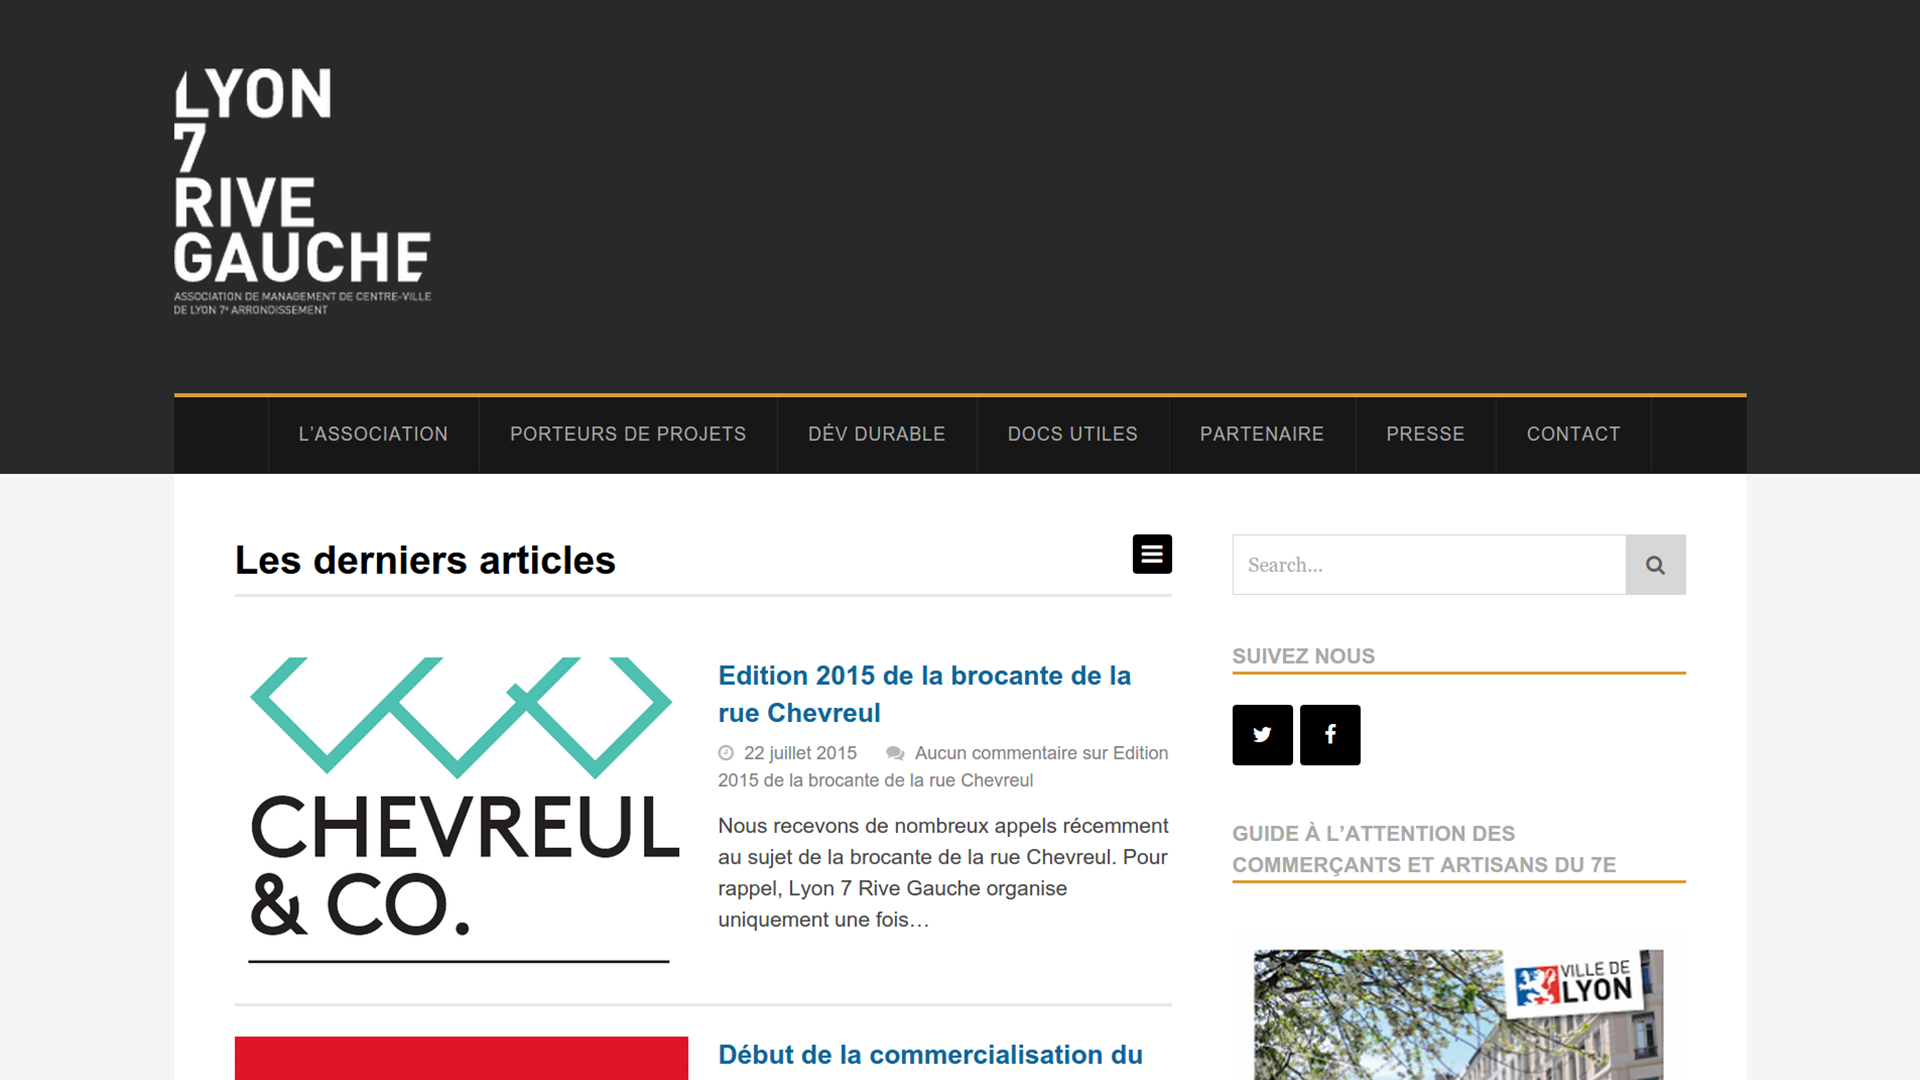 LYON
7
RIVE
GAUCHE
ASSOCIATION DE MANAGEMENT DE CENTRE-VILLE
DE LYON 7e ARRONDISSEMENT
L'ASSOCIATION
PORTEURS DE PROJETS
DÉV DURABLE
DOCS UTILES
PARTENAIRE
PRESSE
CONTACT
Les derniers articles
CHEVREUL
& CO.
Edition 2015 de la brocante de la
rue Chevreul
22 juillet 2015 Aucun commentaire sur Edition
2015 de la brocante de la rue Chevreul
Nous recevons de nombreux appels récemment
au sujet de la brocante de la rue Chevreul. Pour
rappel, Lyon 7 Rive Gauche organise
uniquement une fois…
Début de la commercialisation du
Search...
SUIVEZ NOUS
GUIDE À L'ATTENTION DES
COMMERÇANTS ET ARTISANS DU 7E
VILLE DE
LYON